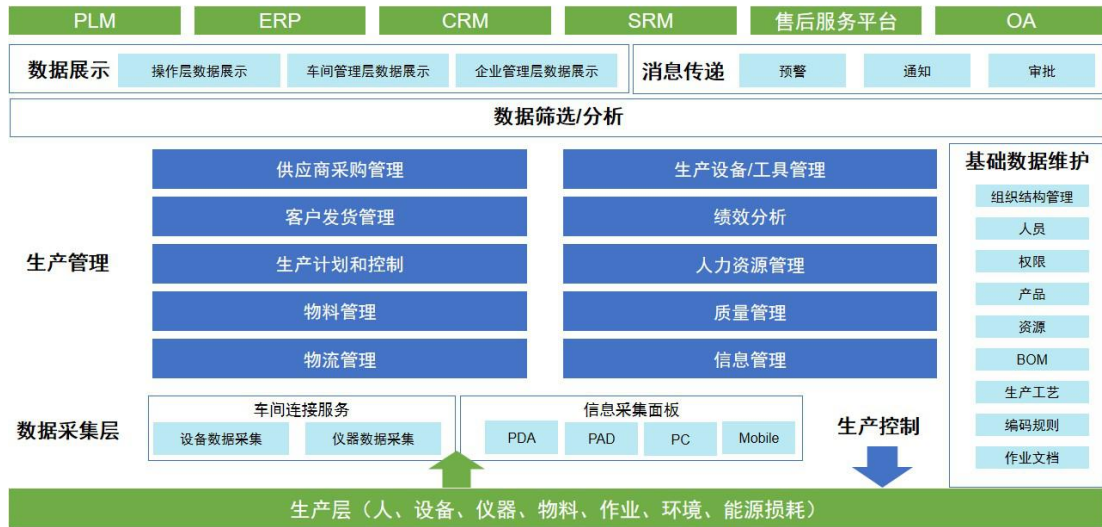 PLM
ERP
CRM
SRM
售后服务平台
OA
数据展示
操作层数据展示
车间管理层数据展示
企业管理层数据展示
消息传递
预警
通知
审批
数据筛选/分析
生产管理
供应商采购管理
生产设备/工具管理
客户发货管理
绩效分析
生产计划和控制
人力资源管理
物料管理
质量管理
物流管理
信息管理
基础数据维护
组织结构管理
人员
权限
产品
资源
BOM
生产工艺
编码规则
作业文档
数据采集层
车间连接服务
设备数据采集
仪器数据采集
信息采集面板
PDA
PAD
PC
Mobile
生产控制
生产层（人、设备、仪器、物料、作业、环境、能源损耗）